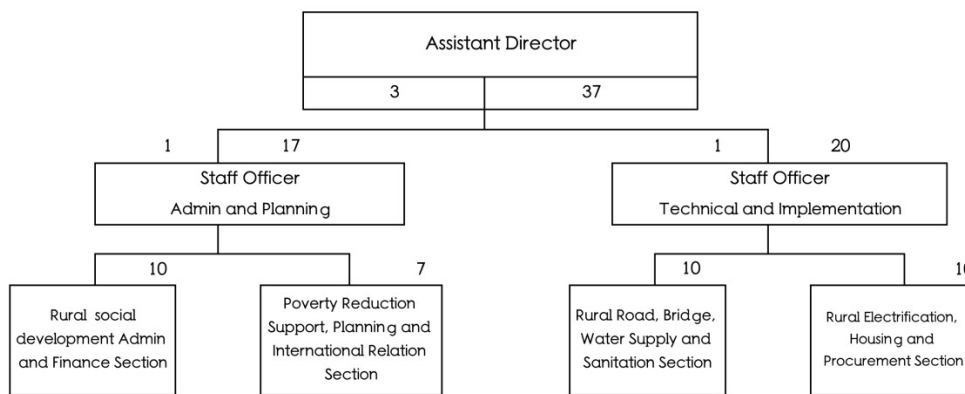 Assistant Director
3 37
1 17
Staff Officer
Admin and Planning
1 20
Staff Officer
Technical and Implementation
10
Rural social
development Admin
and Finance Section
7
Poverty Reduction
Support, Planning and
International Relation
Section
10
Rural Road, Bridge,
Water Supply and
Sanitation Section
10
Rural Electrification,
Housing and
Procurement Section